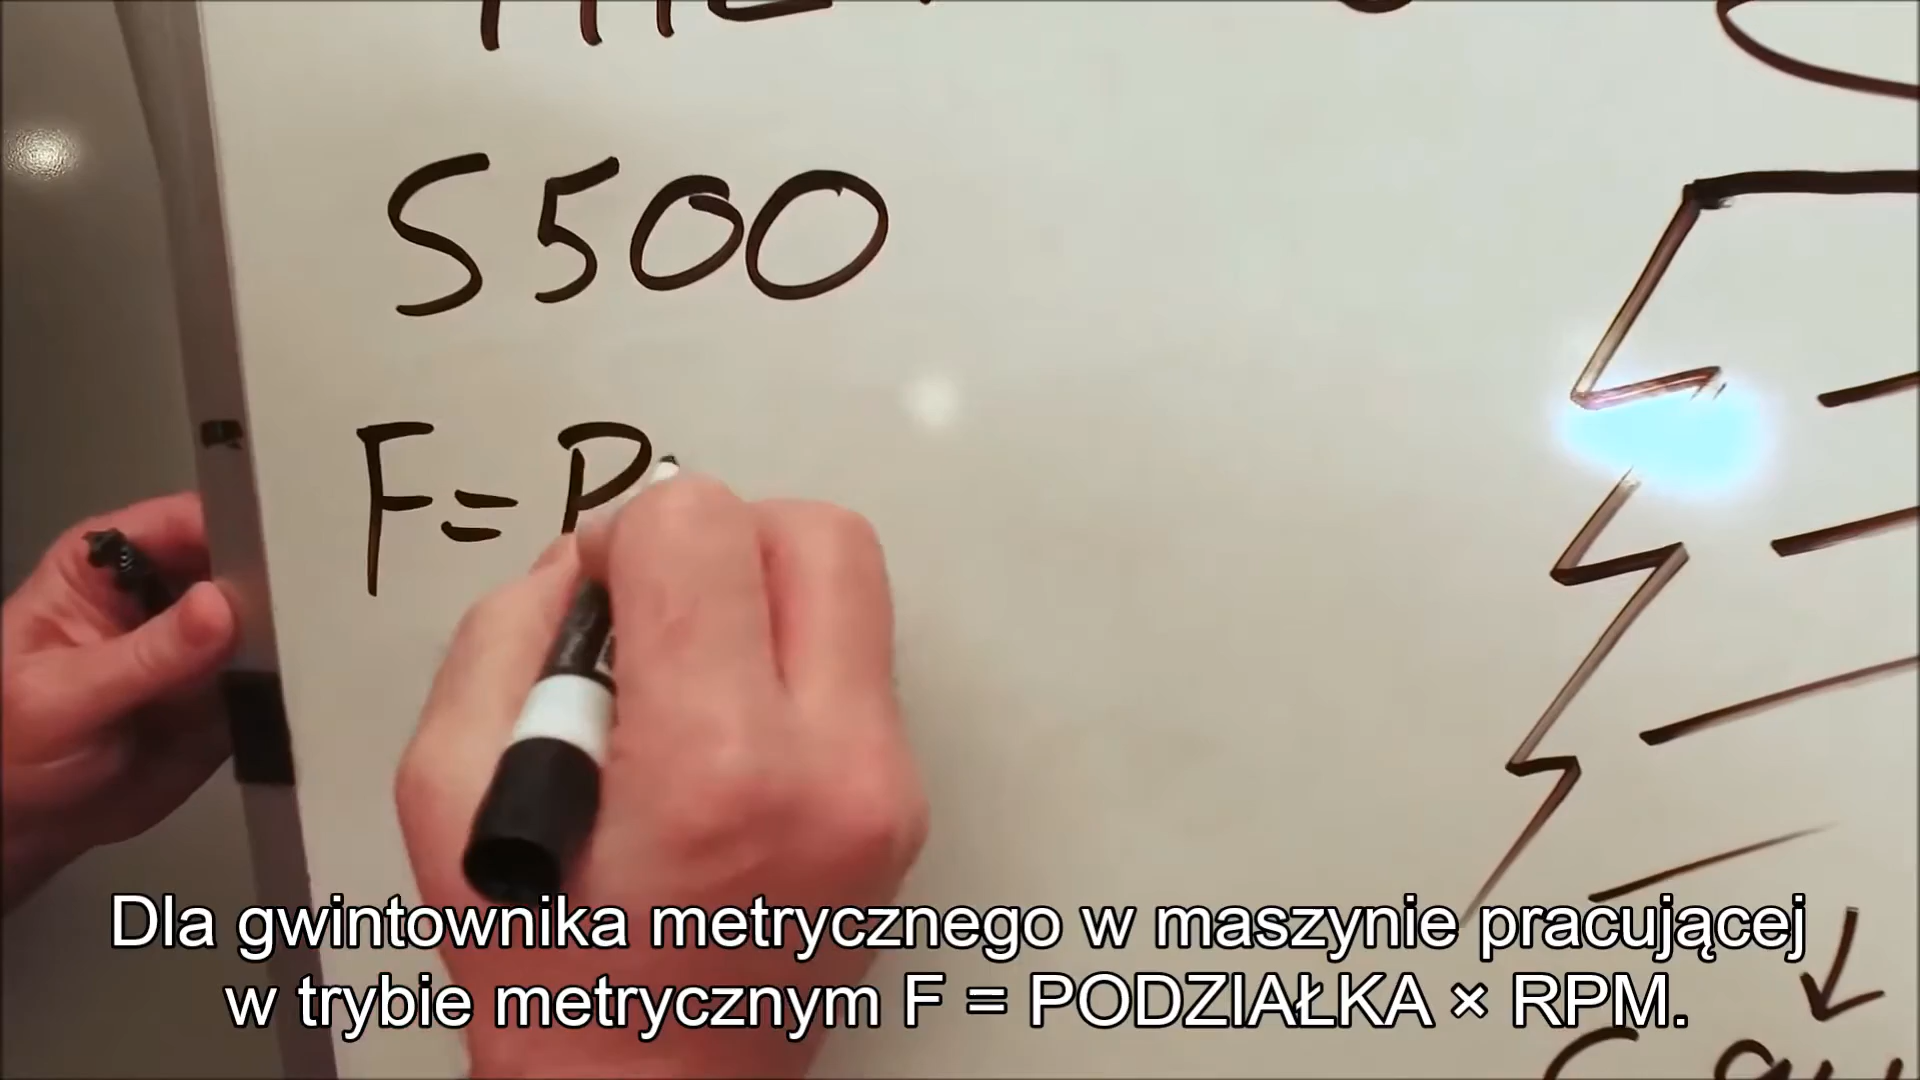 S500
F=P
Dla gwintownika metrycznego w maszynie pracującej
w trybie metrycznym F = PODZIAŁKA × RPM.